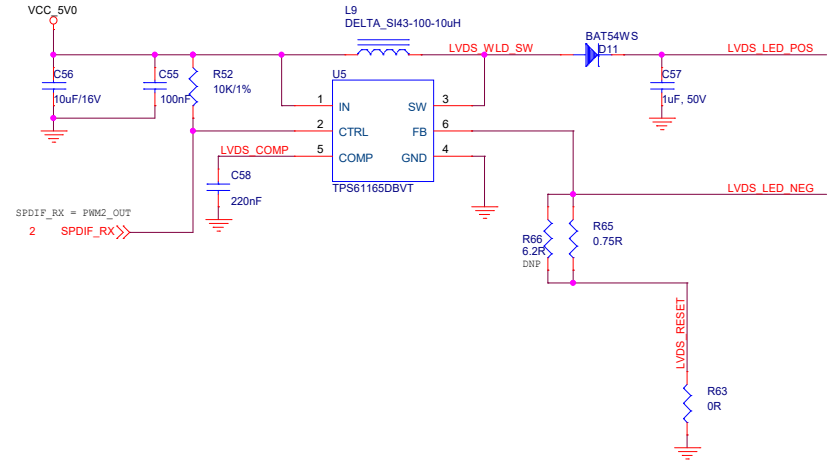 VCC_5V0
L9
DELTA_SI43-100-10uH
LVDS_WLD_SW
BAT54WS
D11
LVDS_LED_POS
C56
10uF/16V
C55
100nF
R52
10K/1%
U5
1
IN
SW
3
2
CTRL
FB
6
5
COMP
GND
4
TPS61165DBVT
C57
1uF, 50V
LVDS_COMP
C58
220nF
LVDS_LED_NEG
SPDIF_RX = PWM2_OUT
2
SPDIF_RX
R66
6.2R
DNP
R65
0.75R
LVDS_RESET
R63
0R